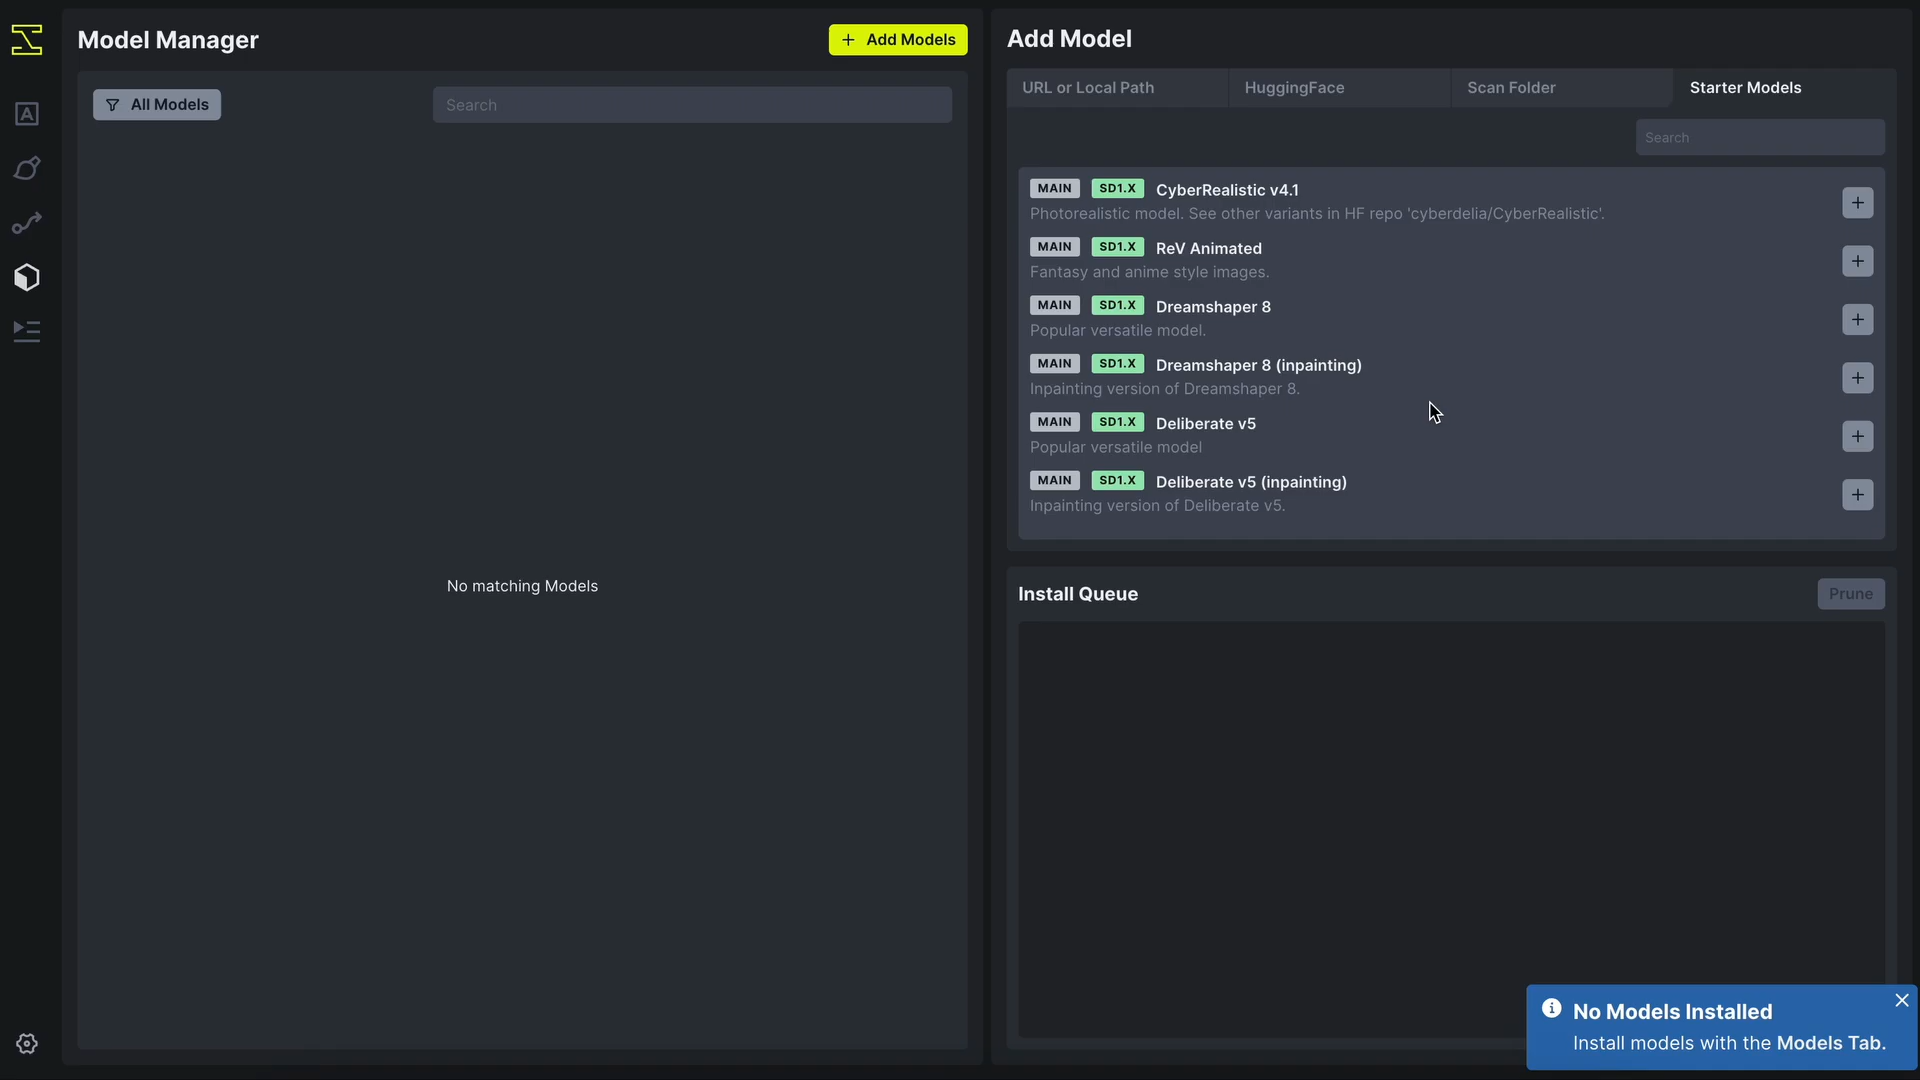 Model Manager
+ Add Models
All Models
Search
No matching Models
Add Model
URL or Local Path
HuggingFace
Scan Folder
Starter Models
Search
MAIN SD1.X CyberRealistic v4.1
Photorealistic model. See other variants in HF repo 'cyberdelia/CyberRealistic'.
MAIN SD1.X ReV Animated
Fantasy and anime style images.
MAIN SD1.X Dreamshaper 8
Popular versatile model.
MAIN SD1.X Dreamshaper 8 (inpainting)
Inpainting version of Dreamshaper 8.
MAIN SD1.X Deliberate v5
Popular versatile model
MAIN SD1.X Deliberate v5 (inpainting)
Inpainting version of Deliberate v5.
Install Queue
Prune
No Models Installed
Install models with the Models Tab.